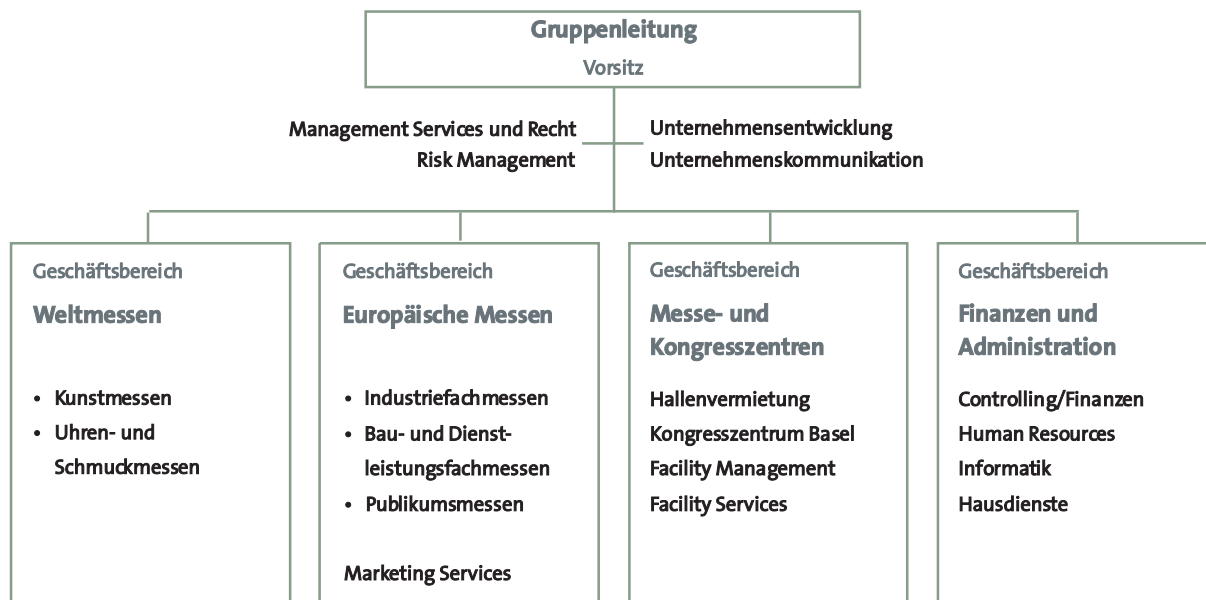 Gruppenleitung
Vorsitz
Management Services und Recht
Risk Management
Unternehmensentwicklung
Unternehmenskommunikation
Geschäftsbereich
Weltmessen
• Kunstmessen
• Uhren- und
Schmuckmessen
Geschäftsbereich
Europäische Messen
• Industriefachmessen
• Bau- und Dienst-
leistungsfachmessen
• Publikumsmessen
Marketing Services
Geschäftsbereich
Messe- und
Kongresszentren
Hallenvermietung
Kongresszentrum Basel
Facility Management
Facility Services
Geschäftsbereich
Finanzen und
Administration
Controlling/Finanzen
Human Resources
Informatik
Hausdienste